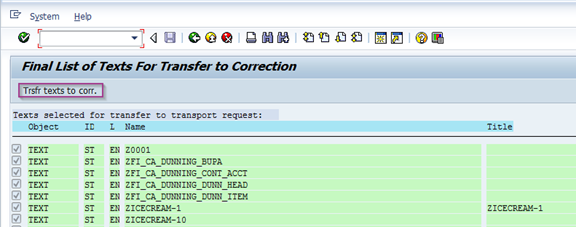 System Help
Final List of Texts For Transfer to Correction
Trsfr texts to corr.
Texts selected for transfer to transport request:
Object ID L Name Title
TEXT ST EN Z0001
TEXT ST EN ZFI_CA_DUNNING_BUPA
TEXT ST EN ZFI_CA_DUNNING_CONT_ACCT
TEXT ST EN ZFI_CA_DUNNING_DUNN_HEAD
TEXT ST EN ZFI_CA_DUNNING_DUNN_ITEM
TEXT ST EN ZICECREAM-1 ZICECREAM-1
TEXT ST EN ZICECREAM-10